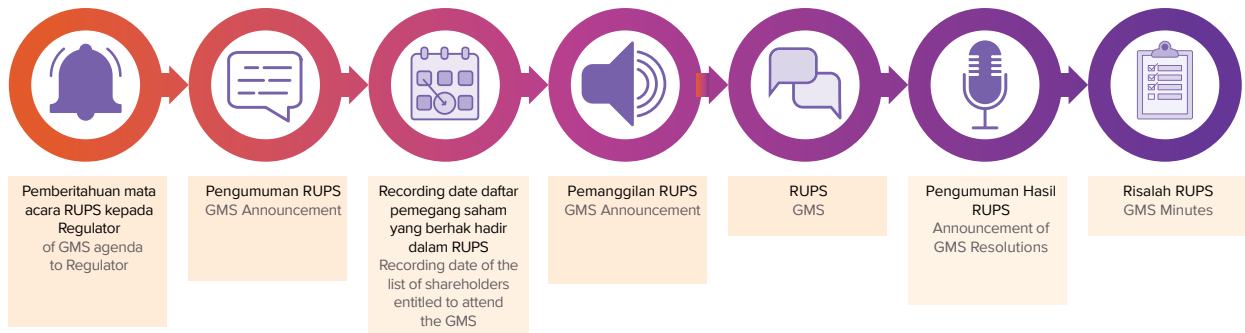 Pemberitahuan mata
acara RUPS kepada
Regulator
of GMS agenda
to Regulator
Pengumuman RUPS
GMS Announcement
Recording date daftar
pemegang saham
yang berhak hadir
dalam RUPS
Recording date of the
list of shareholders
entitled to attend
the GMS
Pemanggilan RUPS
GMS Announcement
RUPS
GMS
Pengumuman Hasil
RUPS
Announcement of
GMS Resolutions
Risalah RUPS
GMS Minutes